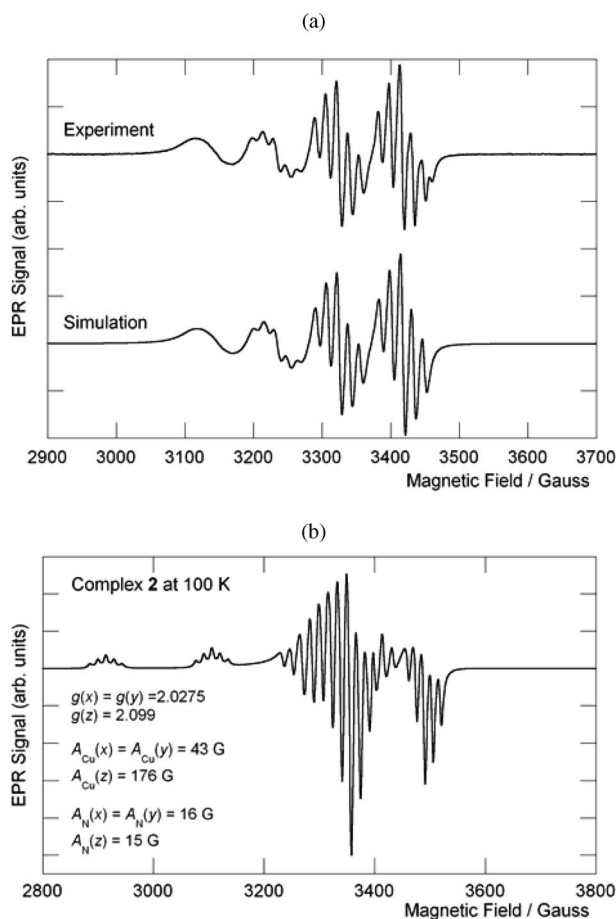 (a)
Experiment
Simulation
EPR Signal (arb. units)
2900 3000 3100 3200 3300 3400 3500 3600 3700
Magnetic Field / Gauss
(b)
Complex 2 at 100 K
g(x) = g(y) =2.0275
g(z) = 2.099
A_Cu(x) = A_Cu(y) = 43 G
A_Cu(z) = 176 G
A_N(x) = A_N(y) = 16 G
A_N(z) = 15 G
EPR Signal (arb. units)
2800 3000 3200 3400 3600 3800
Magnetic Field / Gauss